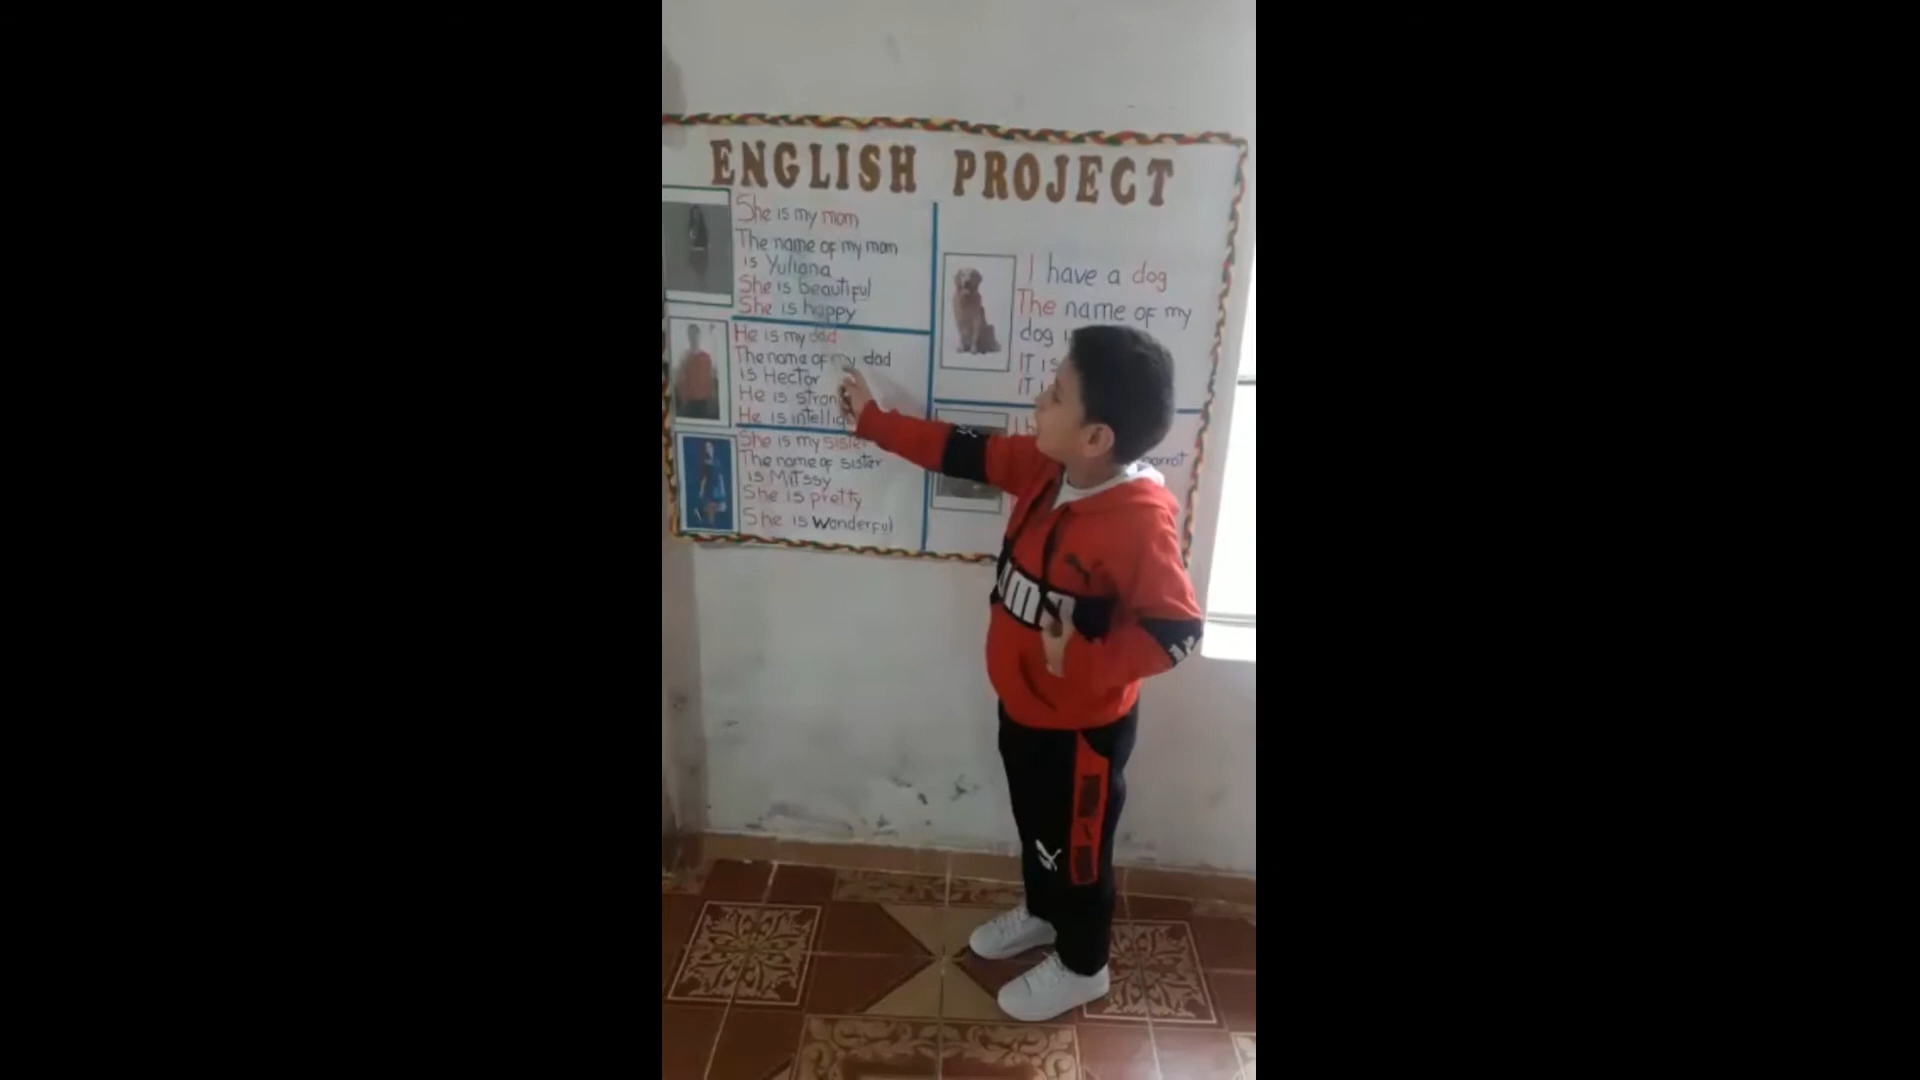 ENGLISH PROJECT
She is my mom
The name of my mom
is Yuliana
She is beautiful
She is happy
He is my dad
The name of my dad
is Hector
He is
He is
She is my
The name of sister
is Mitssy
She is pretty
She is Wonderful
I have a dog
The name of my
dog
IT is
IT
parrot